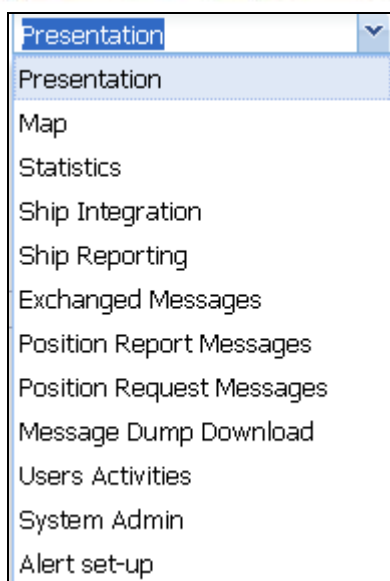 Presentation
Presentation
Map
Statistics
Ship Integration
Ship Reporting
Exchanged Messages
Position Report Messages
Position Request Messages
Message Dump Download
Users Activities
System Admin
Alert set-up